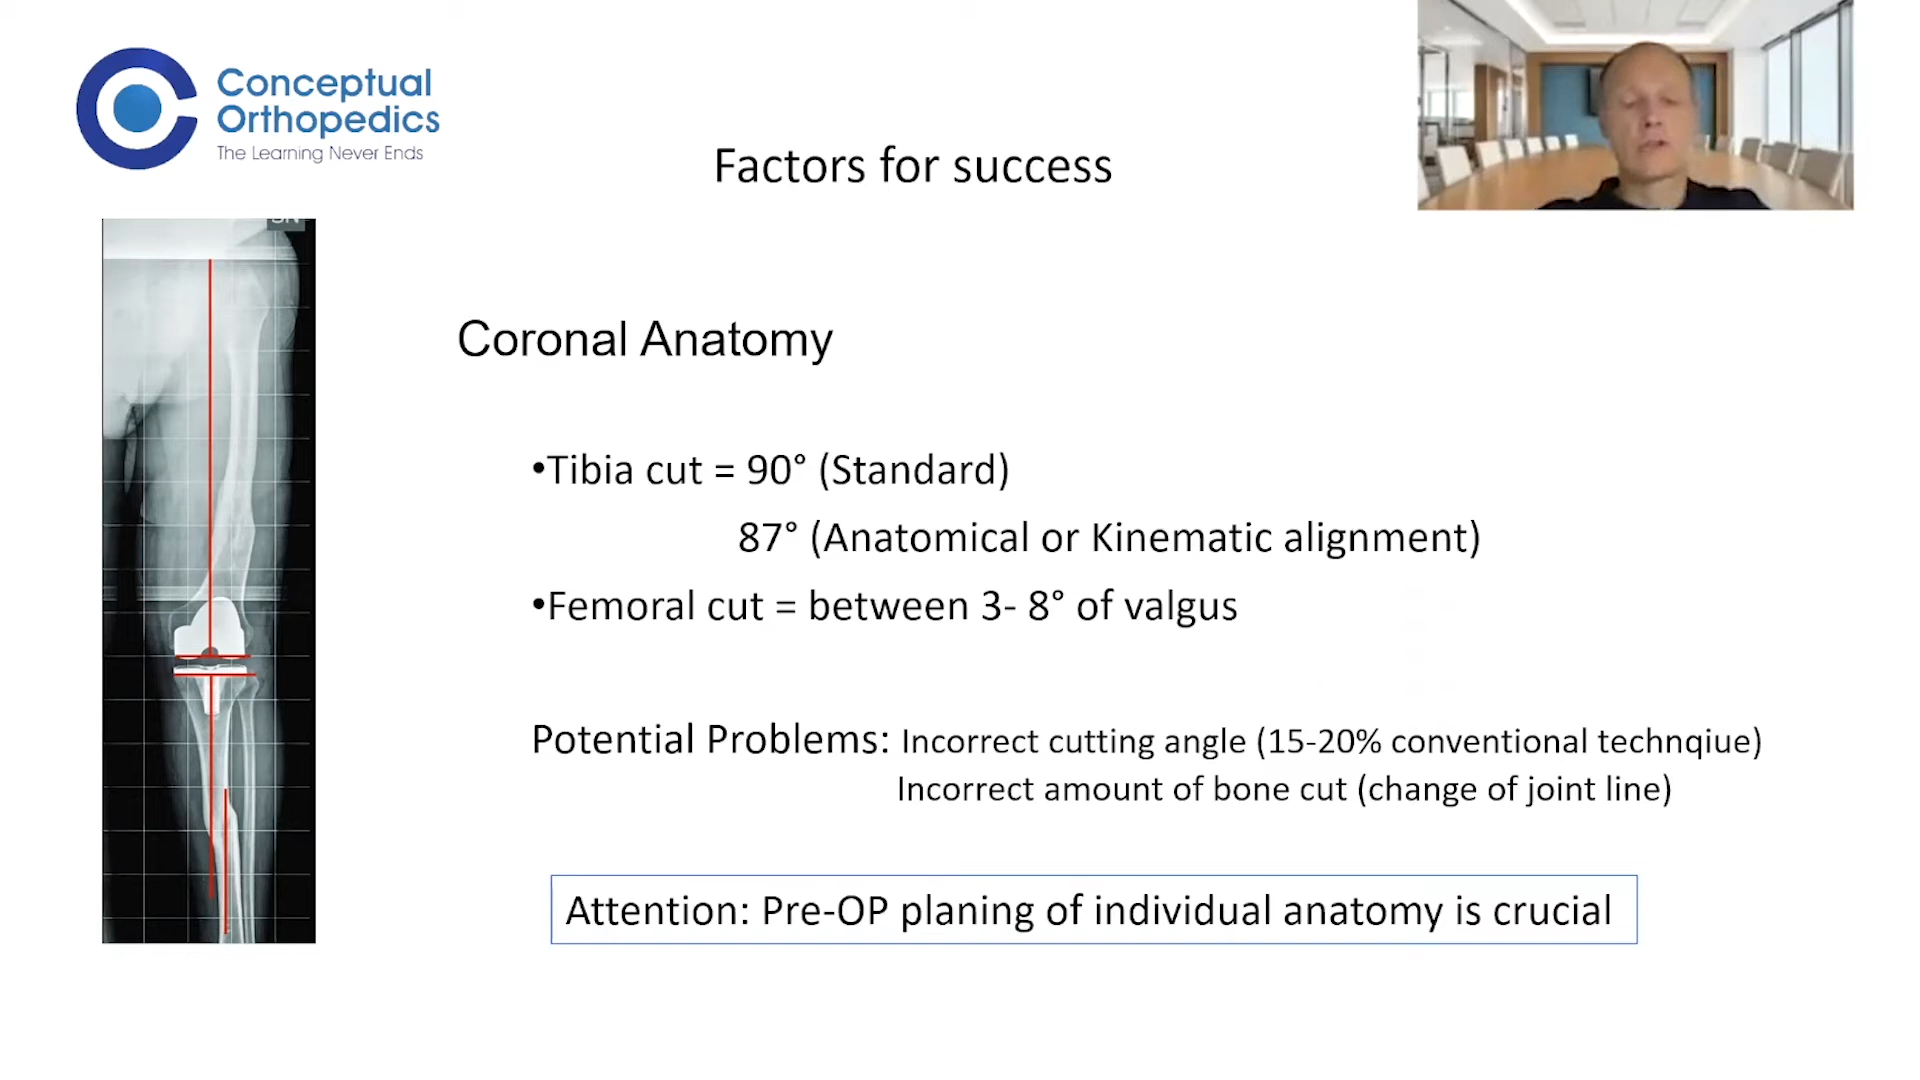 Conceptual
Orthopedics
The Learning Never Ends
Factors for success
Coronal Anatomy
•Tibia cut = 90° (Standard)
87° (Anatomical or Kinematic alignment)
•Femoral cut = between 3- 8° of valgus
Potential Problems: Incorrect cutting angle (15-20% conventional technqiue)
Incorrect amount of bone cut (change of joint line)
Attention: Pre-OP planing of individual anatomy is crucial